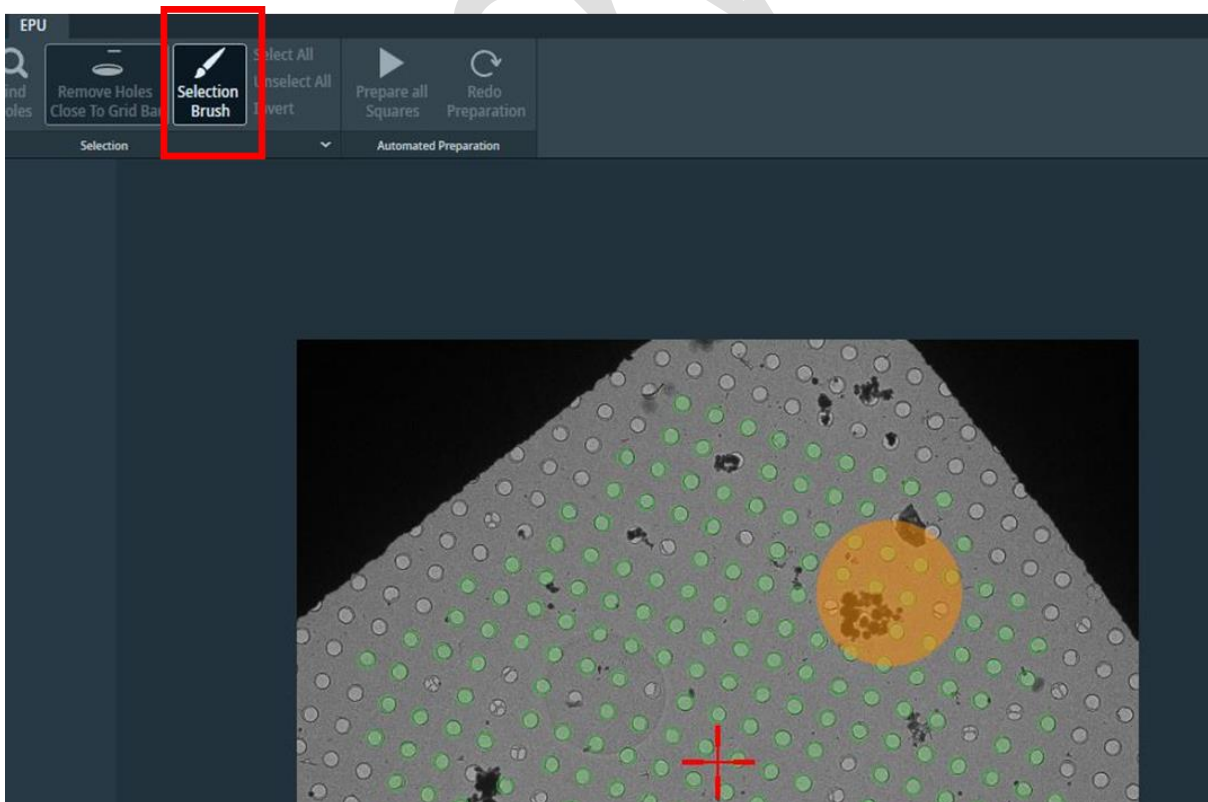 EPU
Remove Holes
Close To Grid Bar
Selection
Brush
Select All
Unselect All
Invert
Prepare all
Squares
Redo
Preparation
Selection
Automated Preparation